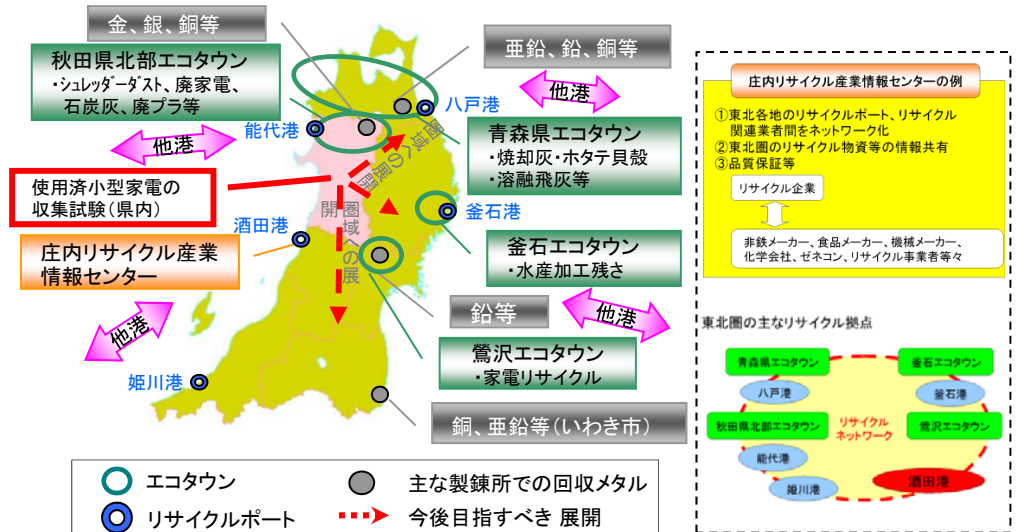 金、銀、銅等
秋田県北部エコタウン
・シュレッダーダスト、廃家電、
石炭灰、廃プラ等
亜鉛、鉛、銅等
他港
八戸港
能代港
他港
青森県エコタウン
・焼却灰・ホタテ貝殻
・溶融飛灰等
圏域への展開
使用済小型家電の
収集試験(県内)
釜石港
酒田港
圏域への展開
庄内リサイクル産業
情報センター
釜石エコタウン
・水産加工残さ
鉛等
他港
他港
鶯沢エコタウン
・家電リサイクル
姫川港
銅、亜鉛等(いわき市)
エコタウン
主な製錬所での回収メタル
リサイクルポート
今後目指すべき 展開
庄内リサイクル産業情報センターの例
①東北各地のリサイクルポート、リサイクル
関連業者間をネットワーク化
②東北圏のリサイクル物資等の情報共有
③品質保証等
リサイクル企業
非鉄メーカー、食品メーカー、機械メーカー、
化学会社、ゼネコン、リサイクル事業者等々
東北圏の主なリサイクル拠点
青森県エコタウン
釜石エコタウン
八戸港
釜石港
秋田県北部エコタウン
リサイクル
ネットワーク
鶯沢エコタウン
能代港
姫川港
酒田港